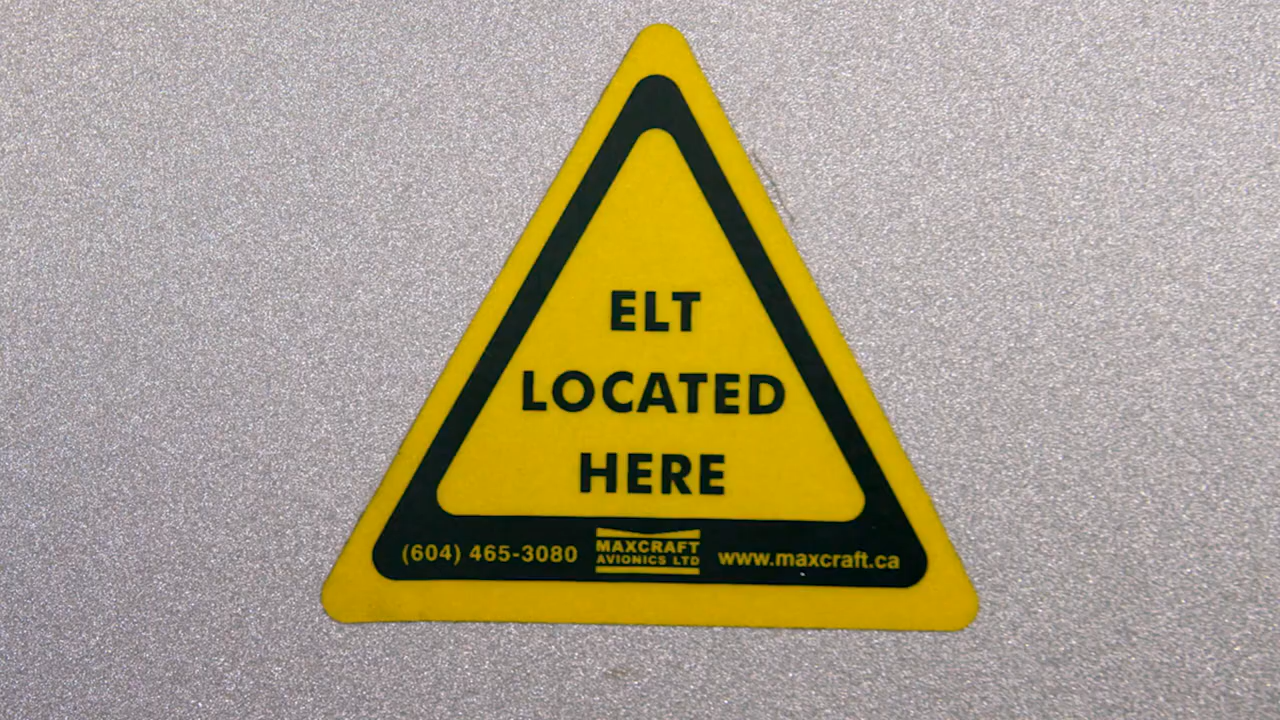 ELT
LOCATED
HERE
(604) 465-3080
MAXCRAFT
AVIONICS LTD
www.maxcraft.ca